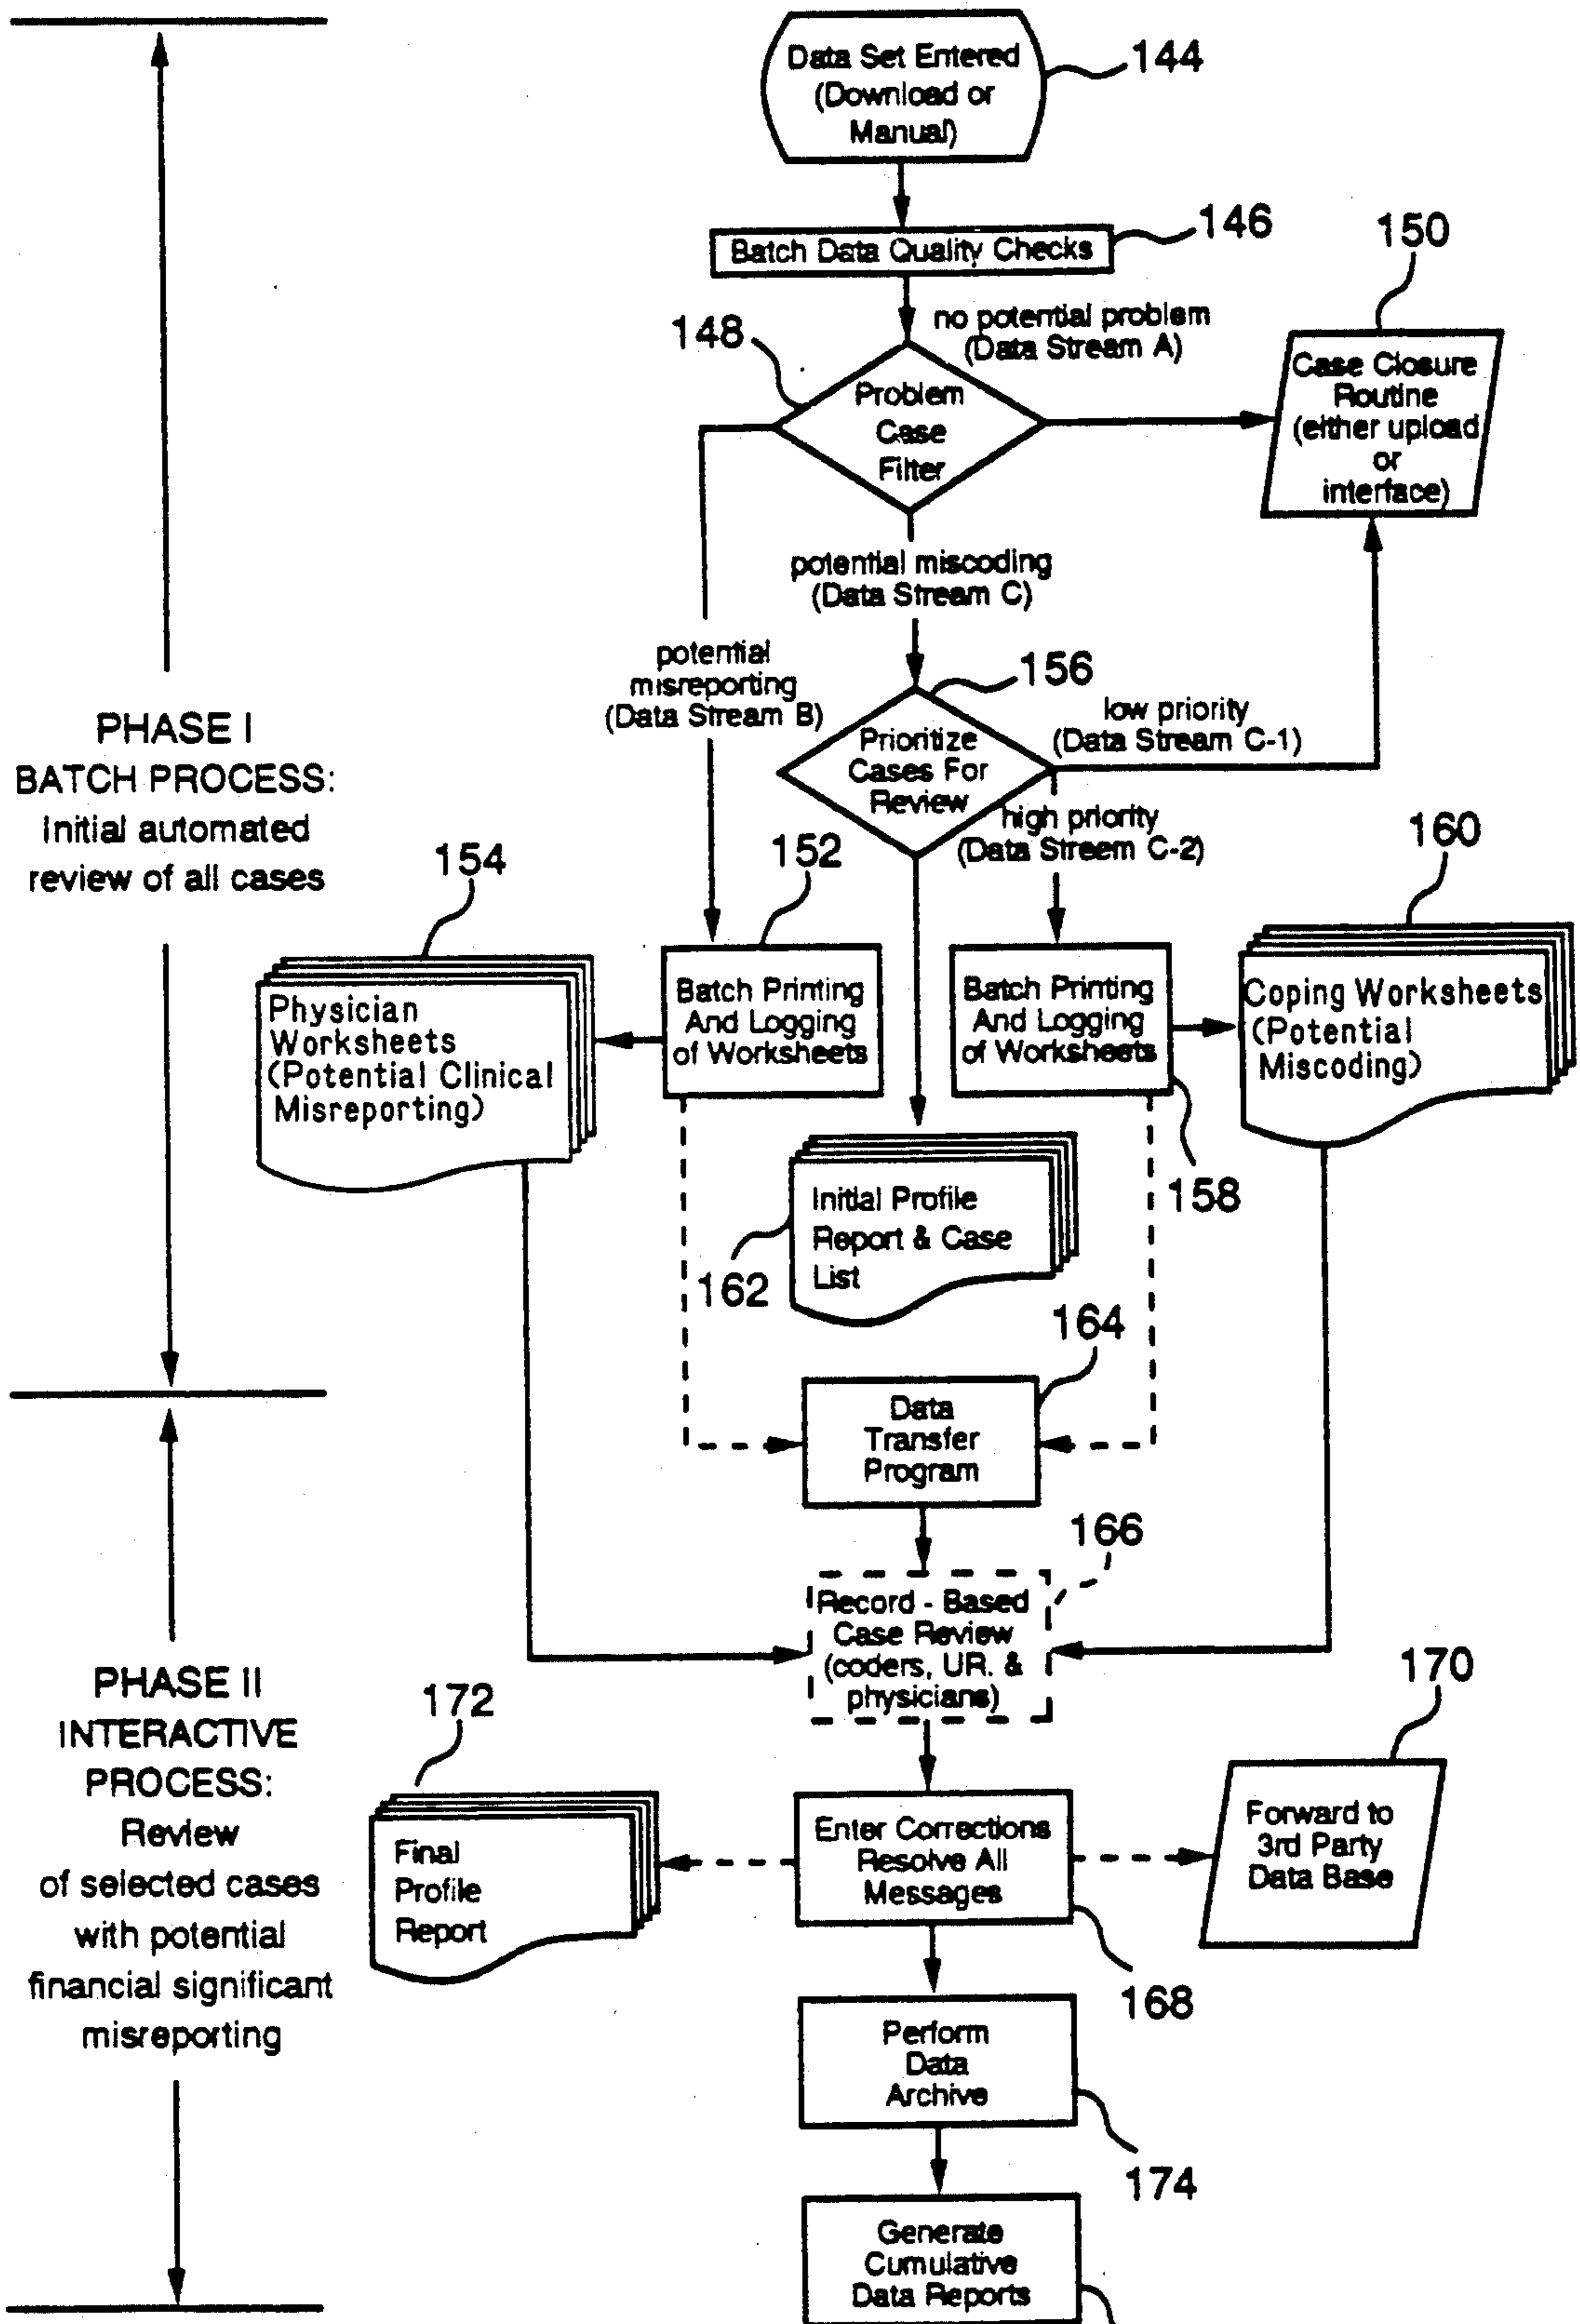 Data Set Entered
(Download or
Manual)
144
Batch Data Quality Checks
146
150
no potential problem
(Data Stream A)
148
Problem
Case
Filter
Case Closure
Routine
(either upload
or
interface)
potential miscoding
(Data Stream C)
potential
misreporting
(Data Stream B)
156
Prioritize
Cases For
Review
low priority
(Data Stream C-1)
high priority
(Data Streem C-2)
PHASE I
BATCH PROCESS:
Initial automated
review of all cases
154
152
160
Physician
Worksheets
(Potential Clinical
Misreporting)
Batch Printing
And Logging
of Worksheets
Batch Printing
And Logging
of Worksheets
Coping Worksheets
(Potential
Miscoding)
158
Initial Profile
Report & Case
List
162
164
Data
Transfer
Program
166
Record - Based
Case Review
(coders, UR. &
physicians)
PHASE II
INTERACTIVE
PROCESS:
Review
of selected cases
with potential
financial significant
misreporting
172
170
Final
Profile
Report
Enter Corrections
Resolve All
Messages
Forward to
3rd Party
Data Base
168
Perform
Data
Archive
174
Generate
Cumulative
Data Reports